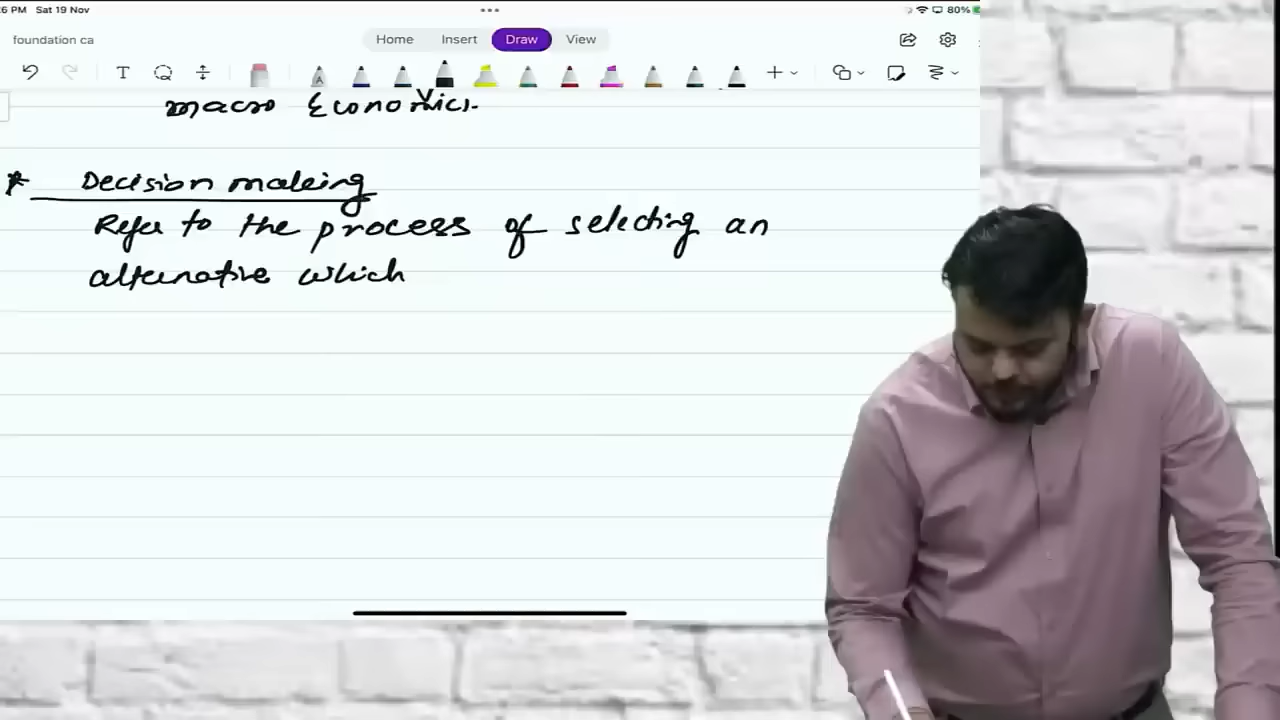 6 PM Sat 19 Nov
80%
foundation ca
Home Insert Draw View
macro Economics.
* Decision making
Refer to the process of selecting an
alternative which